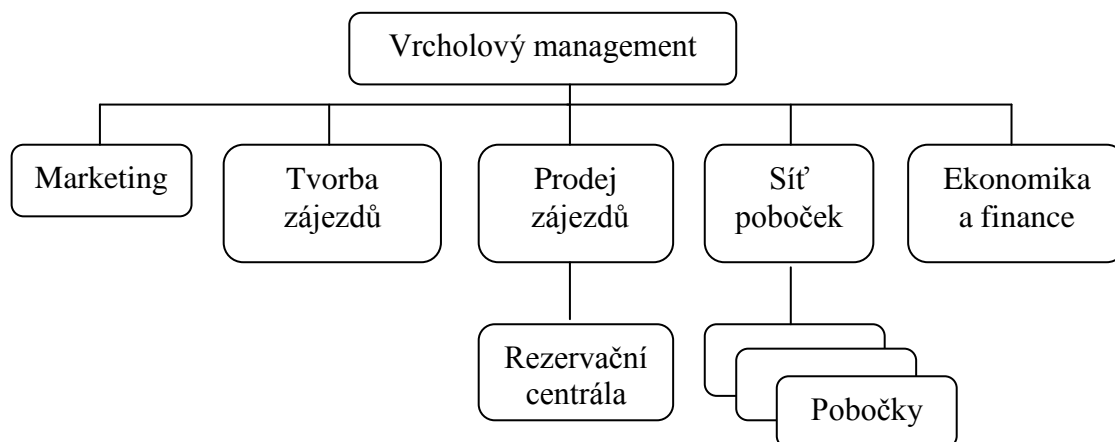 Vrcholový management
Marketing
Tvorba
zájezdů
Prodej
zájezdů
Síť
poboček
Ekonomika
a finance
Rezervační
centrála
Pobočky